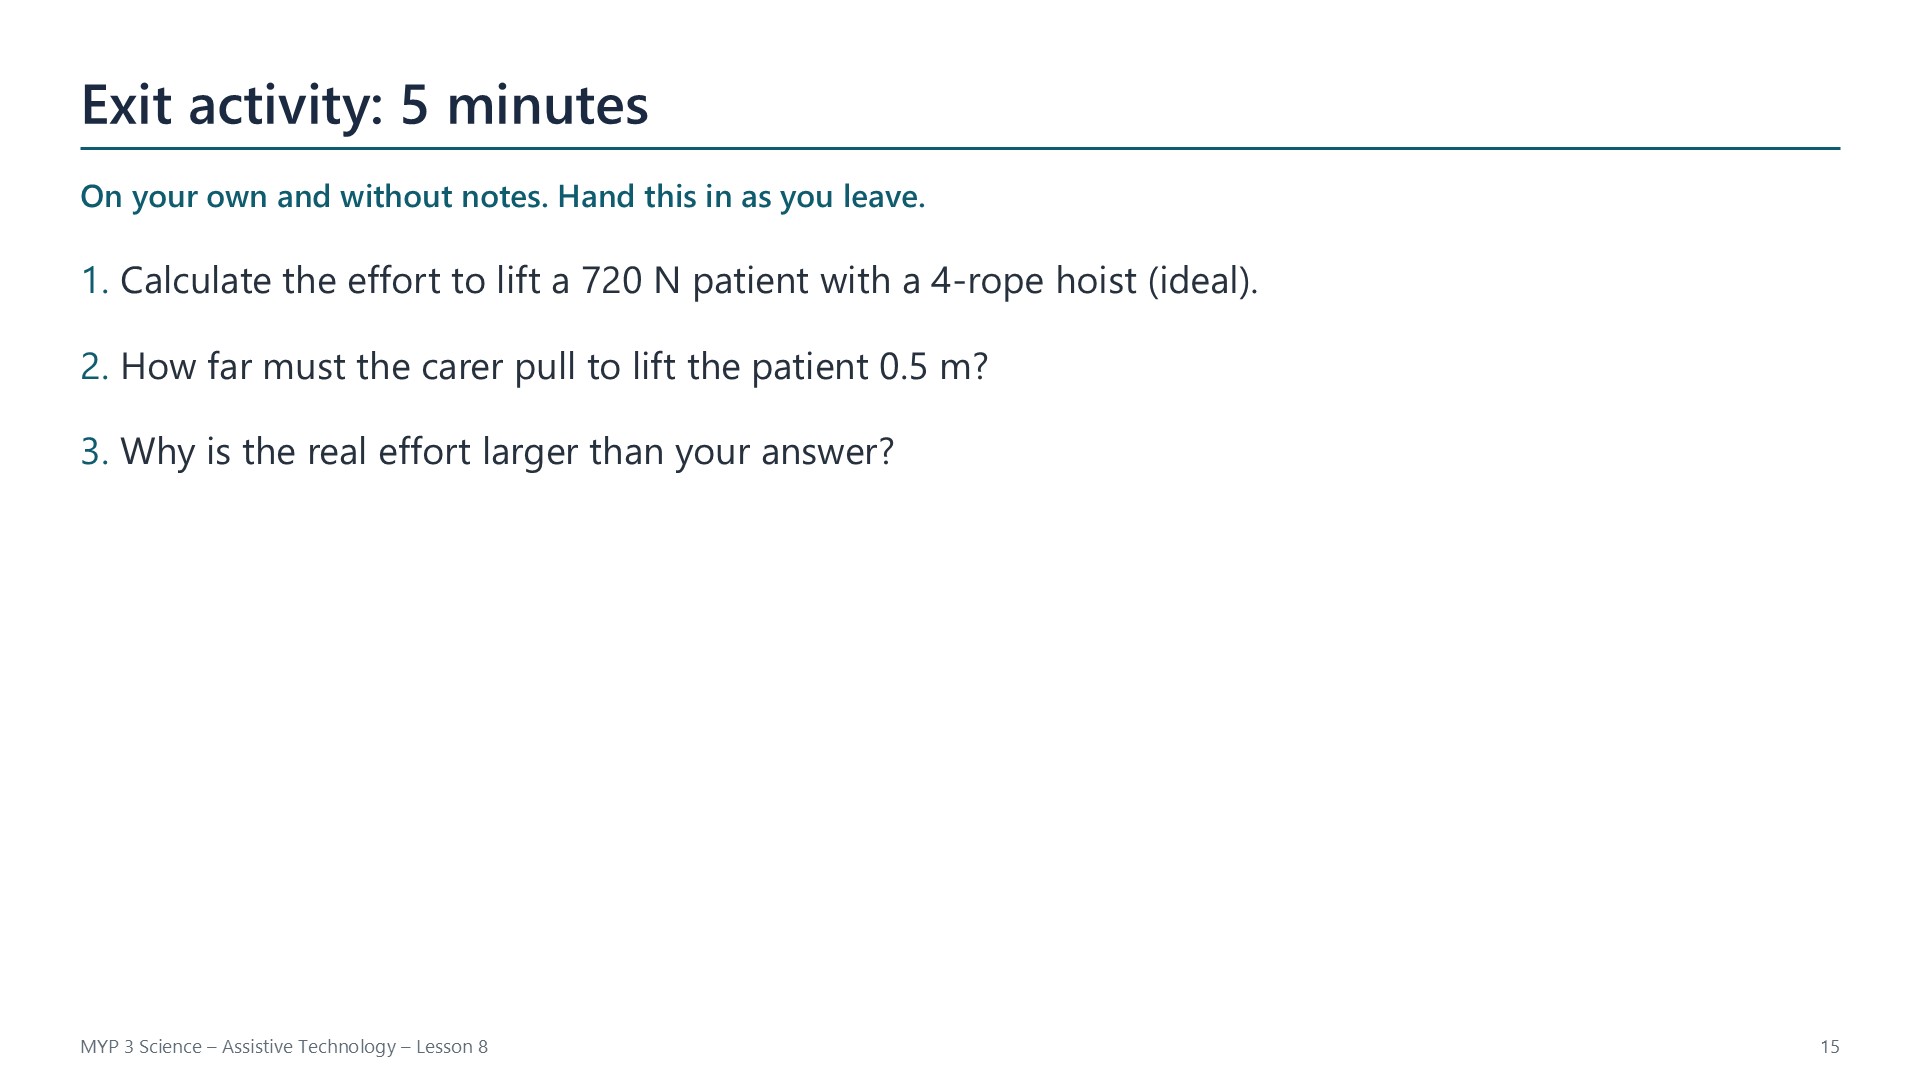 Exit activity: 5 minutes
On your own and without notes. Hand this in as you leave.
1. Calculate the effort to lift a 720 N patient with a 4-rope hoist (ideal).
2. How far must the carer pull to lift the patient 0.5 m?
3. Why is the real effort larger than your answer?
MYP 3 Science – Assistive Technology – Lesson 8
15